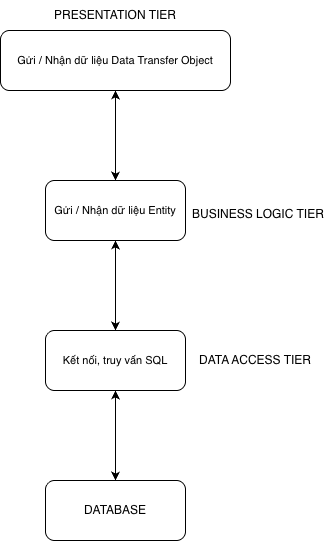 PRESENTATION TIER
Gửi / Nhận dữ liệu Data Transfer Object
Gửi / Nhận dữ liệu Entity
BUSINESS LOGIC TIER
Kết nối, truy vấn SQL
DATA ACCESS TIER
DATABASE